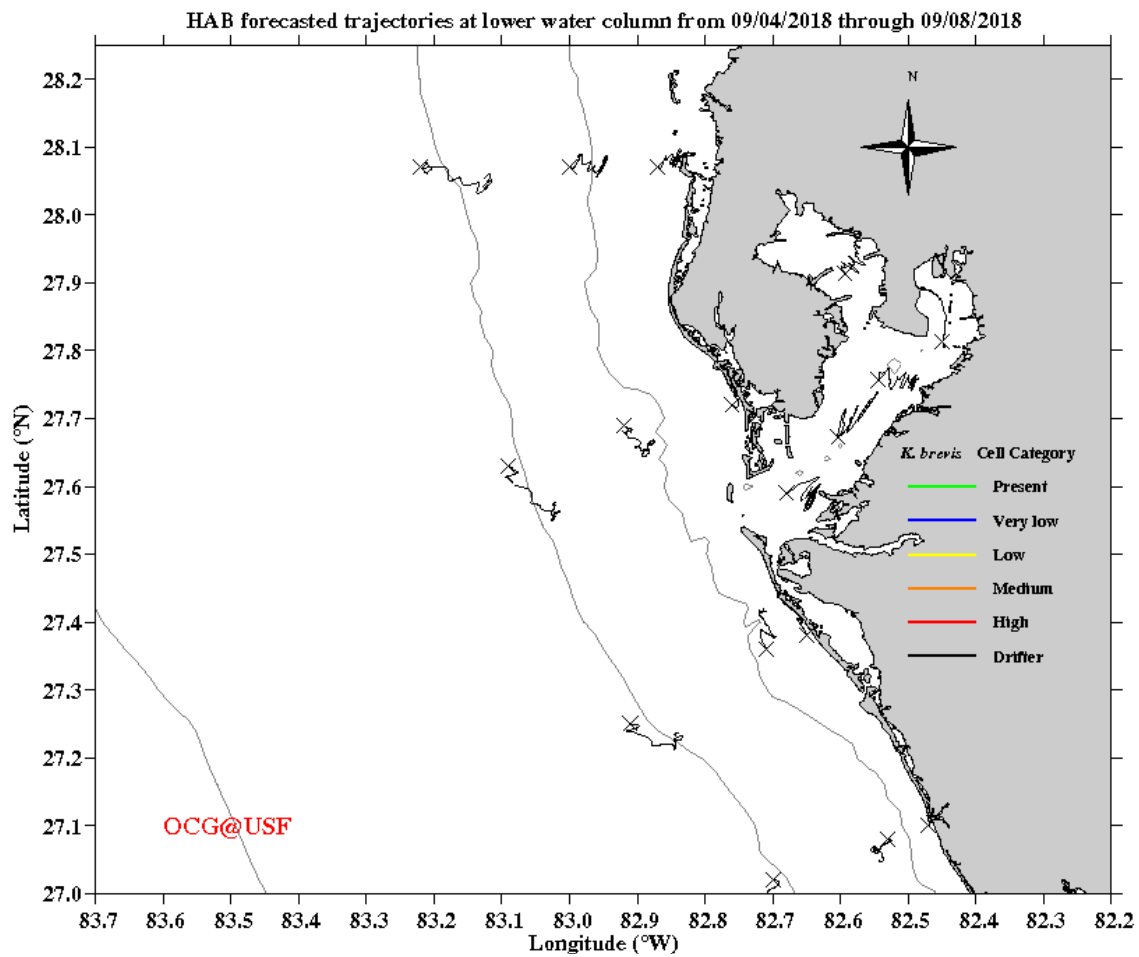 HAB forecasted trajectories at lower water column from 09/04/2018 through 09/08/2018
N
Latitude (°N)
28.2
28.1
28.0
27.9
27.8
27.7
27.6
27.5
27.4
27.3
27.2
27.1
27.0
K. brevis Cell Category
Present
Very low
Low
Medium
High
Drifter
OCG@USF
83.7 83.6 83.5 83.4 83.3 83.2 83.1 83.0 82.9 82.8 82.7 82.6 82.5 82.4 82.3 82.2
Longitude (°W)